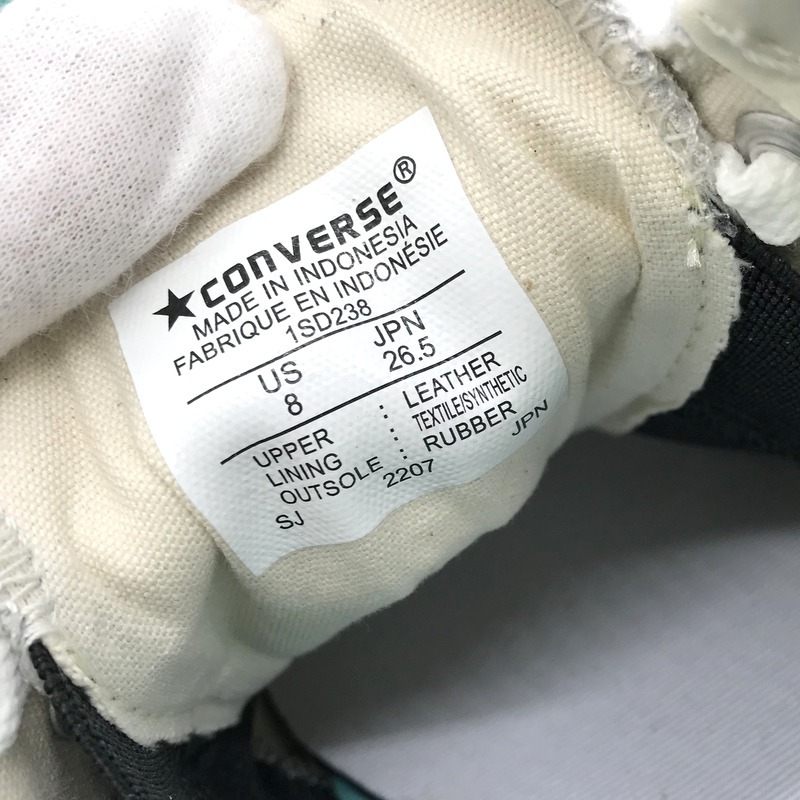 ★CONVERSE®
MADE IN INDONESIA
FABRIQUE EN INDONÉSIE
1SD238
US JPN
8 26.5
UPPER : LEATHER
LINING : TEXTILE/SYNTHETIC
OUTSOLE : RUBBER
SJ 2207 JPN